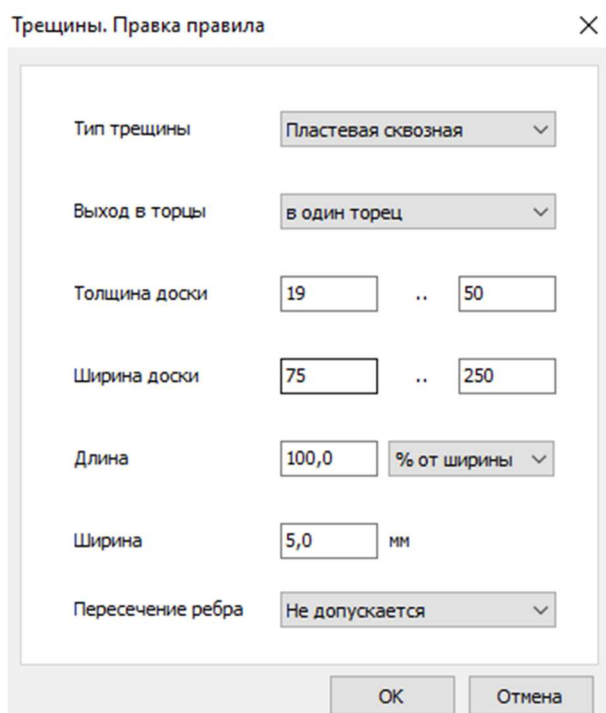 Трещины. Правка правила
Тип трещины Пластевая сквозная
Выход в торцы в один торец
Толщина доски 19 .. 50
Ширина доски 75 .. 250
Длина 100,0 % от ширины
Ширина 5,0 мм
Пересечение ребра Не допускается
ОК Отмена